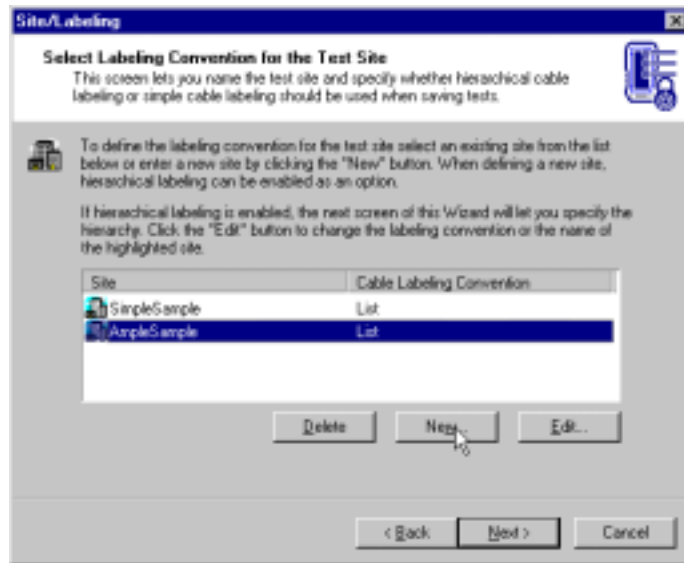 Site/Labeling
Select Labeling Convention for the Test Site
This screen lets you name the test site and specify whether hierarchical cable
labeling or simple cable labeling should be used when saving tests.
To define the labeling convention for the test site select an existing site from the list
below or enter a new site by clicking the "New" button. When defining a new site,
hierarchical labeling can be enabled as an option.
If hierarchical labeling is enabled, the next screen of this Wizard will let you specify the
hierarchy. Click the "Edit" button to change the labeling convention or the name of
the highlighted site.
Site Cable Labeling Convention
SimpleSample List
AmpleSample List
Delete New... Edit...
< Back Next > Cancel